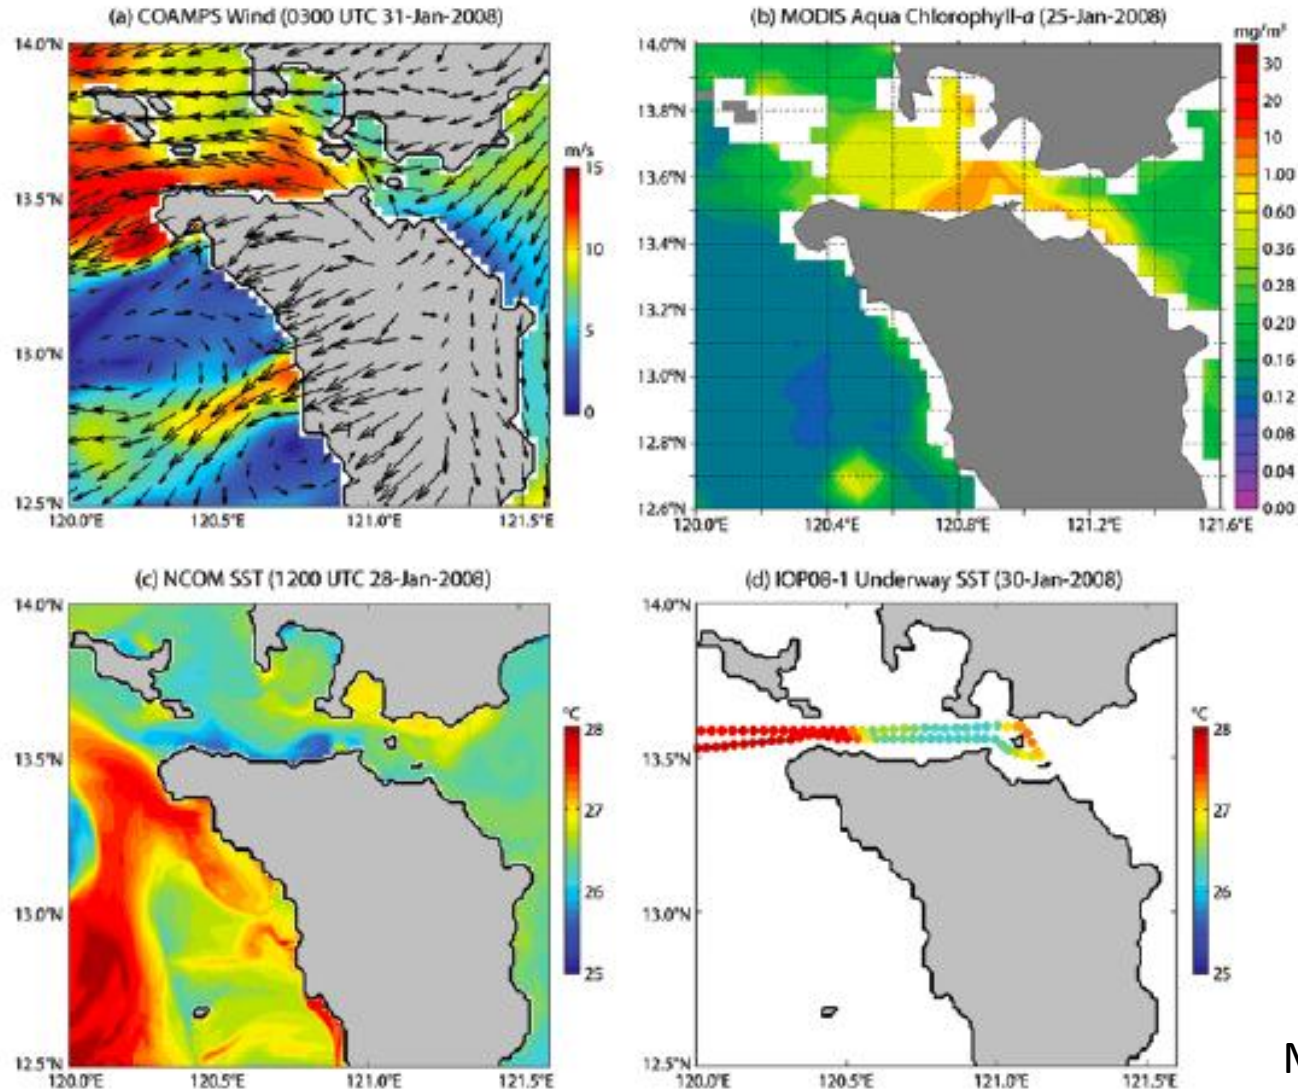 (a) COAMPS Wind (0300 UTC 31-Jan-2008)
14.0°N
13.5°N
13.0°N
12.5°N
120.0°E 120.5°E 121.0°E 121.5°E
m/s
15
10
5
0
(b) MODIS Aqua Chlorophyll-a (25-Jan-2008)
14.0°N
13.8°N
13.6°N
13.4°N
13.2°N
13.0°N
12.8°N
12.6°N
120.0°E 120.4°E 120.8°E 121.2°E 121.6°E
mg/m³
30
20
10
1.00
0.60
0.36
0.28
0.20
0.16
0.12
0.08
0.04
0.00
(c) NCOM SST (1200 UTC 28-Jan-2008)
14.0°N
13.5°N
13.0°N
12.5°N
120.0°E 120.5°E 121.0°E 121.5°E
°C
28
27
26
25
(d) IOP08-1 Underway SST (30-Jan-2008)
14.0°N
13.5°N
13.0°N
12.5°N
120.0°E 120.5°E 121.0°E 121.5°E
°C
28
27
26
25